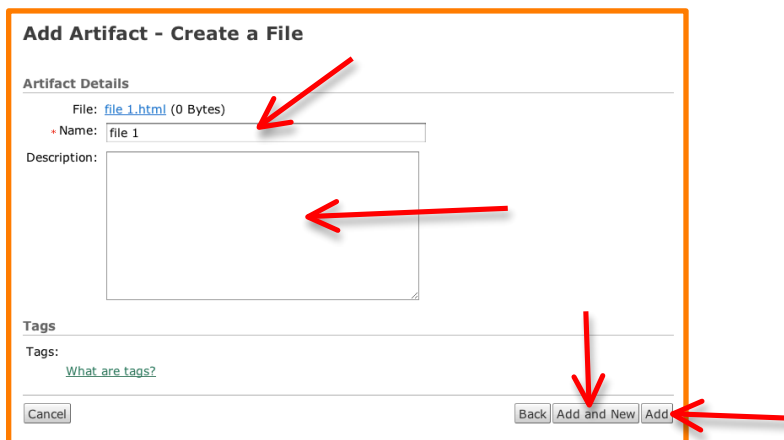 Add Artifact - Create a File
Artifact Details
File: file 1.html (0 Bytes)
* Name: file 1
Description:
Tags
Tags:
What are tags?
Cancel Back Add and New Add